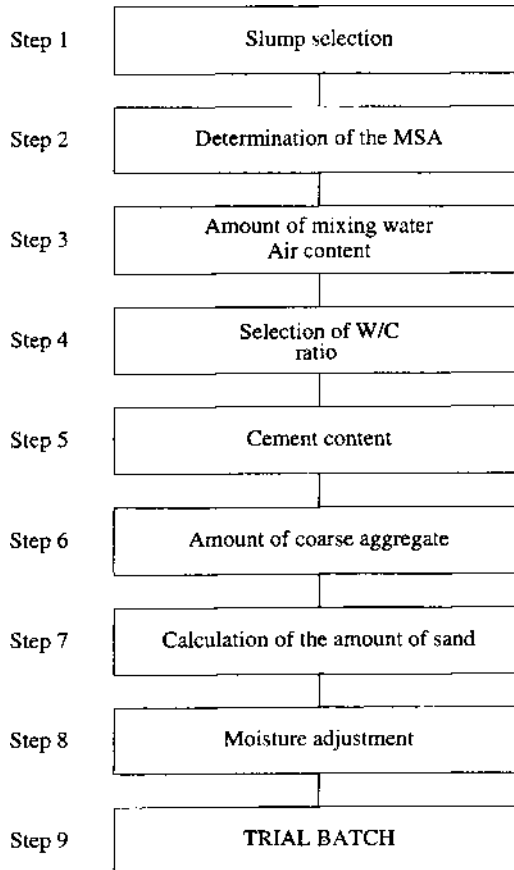 Step 1 Slump selection
Step 2 Determination of the MSA
Step 3 Amount of mixing water
Air content
Step 4 Selection of W/C
ratio
Step 5 Cement content
Step 6 Amount of coarse aggregate
Step 7 Calculation of the amount of sand
Step 8 Moisture adjustment
Step 9 TRIAL BATCH